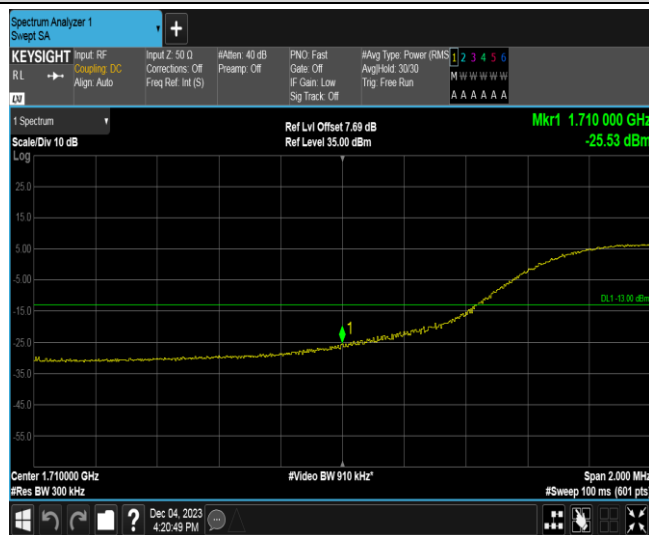 Spectrum Analyzer 1
Swept SA
KEYSIGHT
RL
LXI
Input: RF
Coupling: DC
Align: Auto
Input Z: 50 Ω
Corrections: Off
Freq Ref: Int (S)
#Atten: 40 dB
Preamp: Off
PNO: Fast
Gate: Off
IF Gain: Low
Sig Track: Off
#Avg Type: Power (RMS
Avg|Hold: 30/30
Trig: Free Run
1 2 3 4 5 6
M W W W W W
A A A A A A
1 Spectrum
Scale/Div 10 dB
Log
Ref Lvl Offset 7.69 dB
Ref Level 35.00 dBm
Mkr1 1.710 000 GHz
-25.53 dBm
25.0
15.0
5.00
-5.00
-15.0
-25.0
-35.0
-45.0
-55.0
DL1 -13.00 dBm
1
Center 1.710000 GHz
#Res BW 300 kHz
#Video BW 910 kHz*
Span 2.000 MHz
#Sweep 100 ms (601 pts)
?
Dec 04, 2023
4:20:49 PM